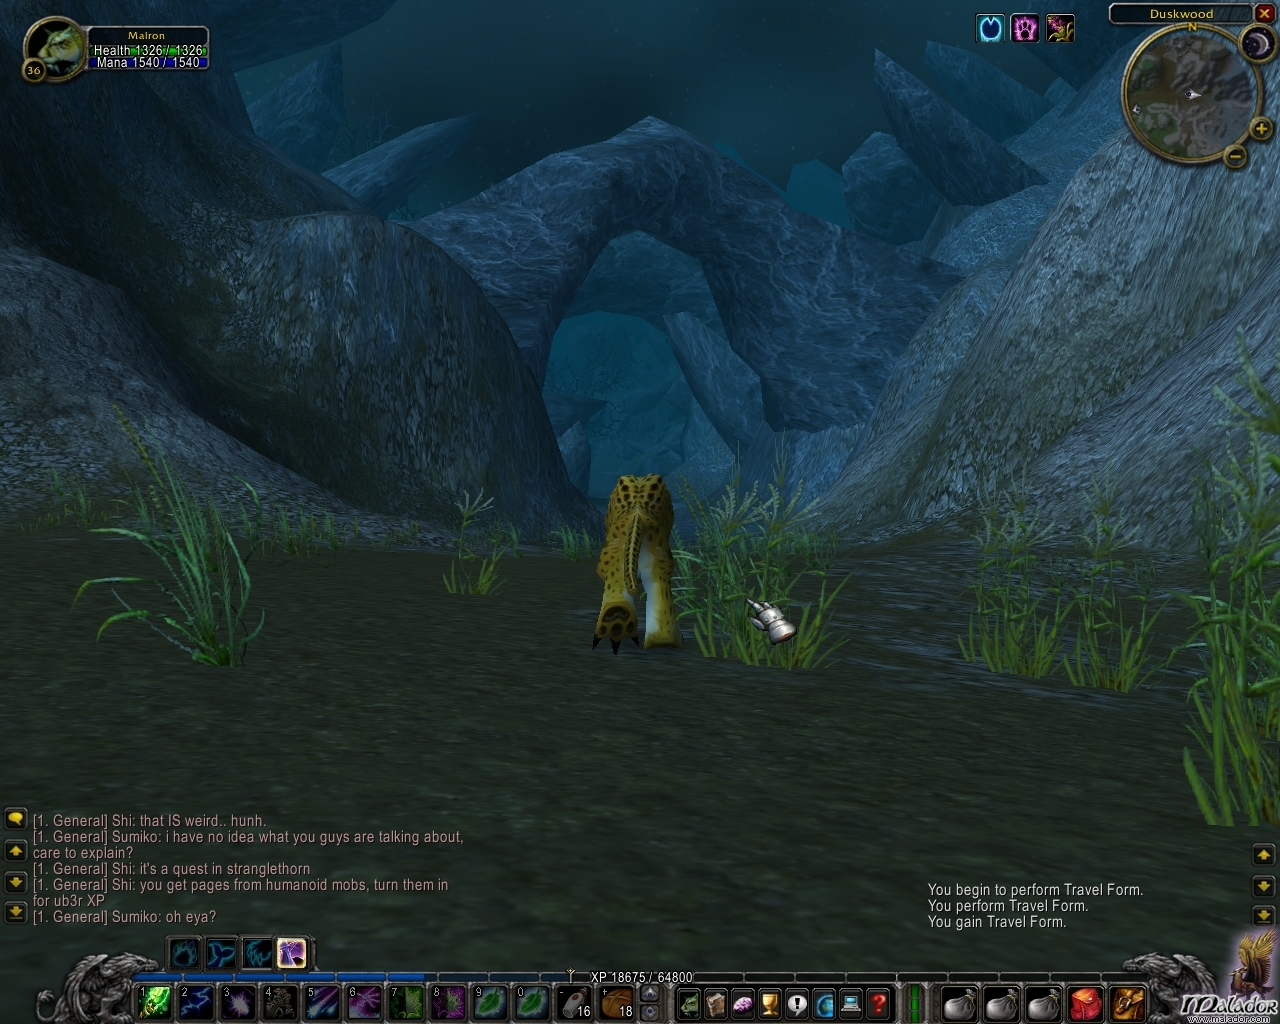 Malron
Health 1326 / 1326
Mana 1540 / 1540
36
Duskwood
N
[1. General] Shi: that IS weird.. hunh.
[1. General] Sumiko: i have no idea what you guys are talking about,
care to explain?
[1. General] Shi: it's a quest in stranglethorn
[1. General] Shi: you get pages from humanoid mobs, turn them in
for ub3r XP
[1. General] Sumiko: oh eya?
You begin to perform Travel Form.
You perform Travel Form.
You gain Travel Form.
XP 18675 / 64800
1 2 3 4 5 6 7 8 9 0 - 16 + 18
Malador
www.malador.com